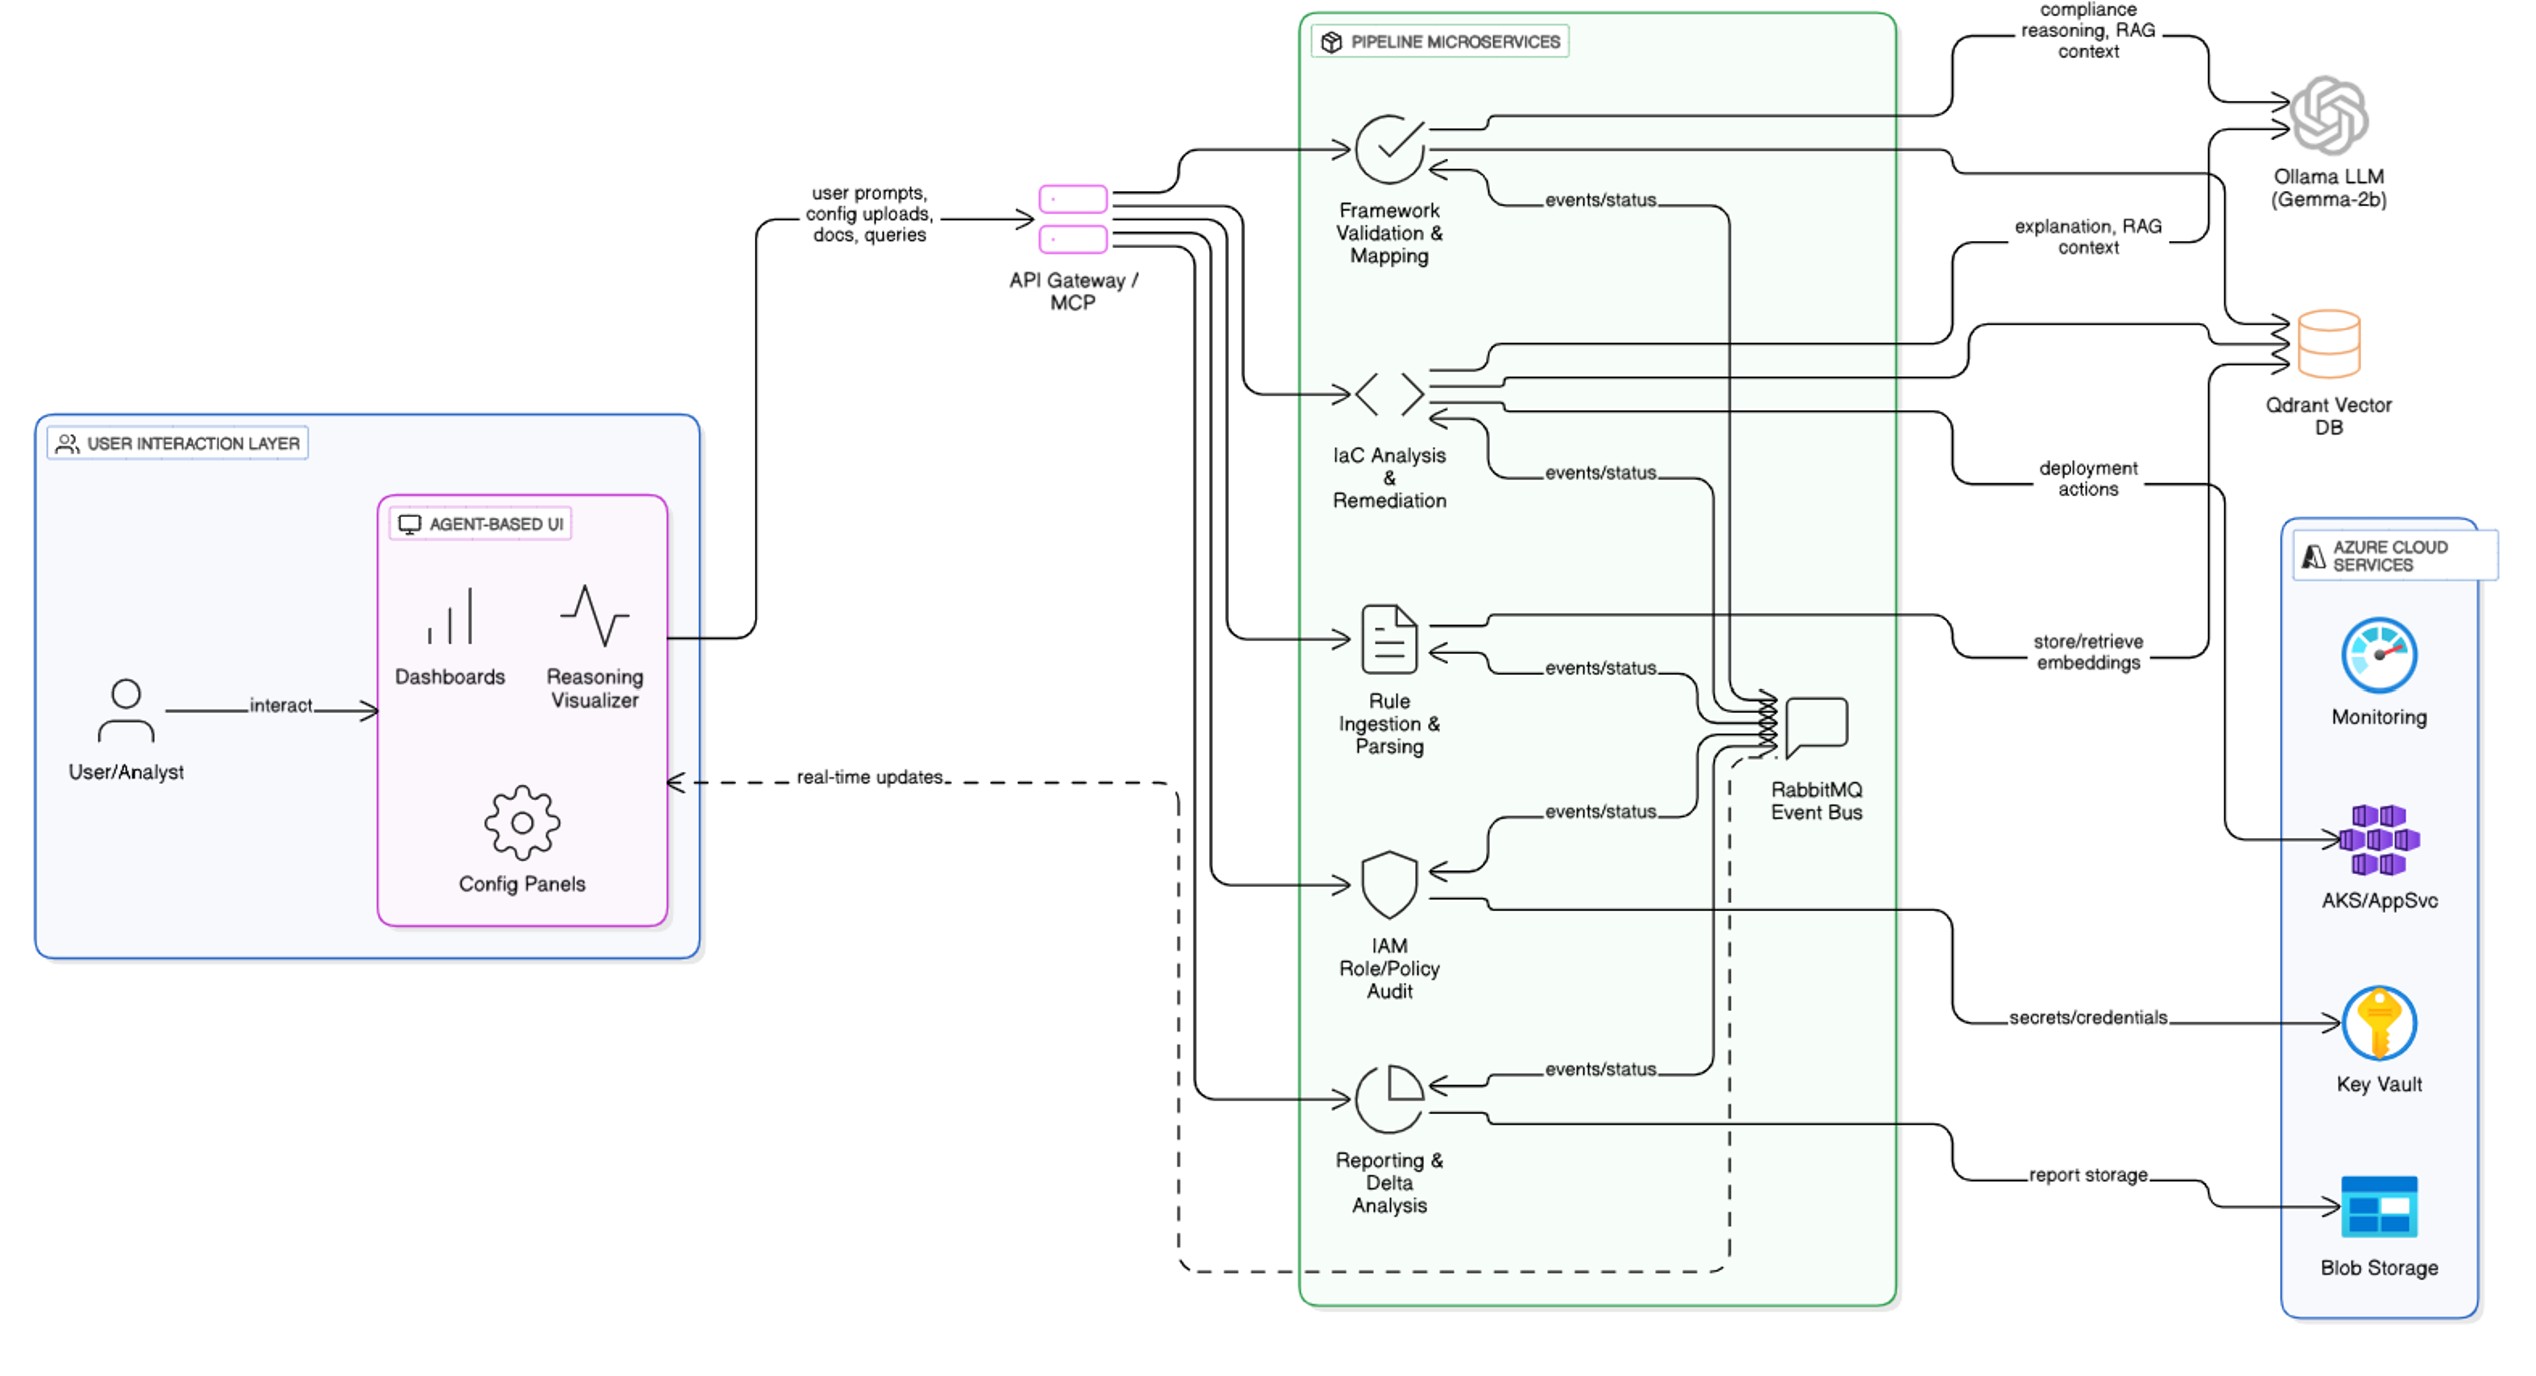 compliance
reasoning, RAG
context
PIPELINE MICROSERVICES
Ollama LLM
(Gemma-2b)
user prompts,
config uploads,
docs, queries
API Gateway /
MCP
Framework
Validation &
Mapping
events/status
explanation, RAG
context
Qdrant Vector
DB
IaC Analysis
&
Remediation
events/status
deployment
actions
USER INTERACTION LAYER
AGENT-BASED UI
Dashboards
Reasoning
Visualizer
interact
User/Analyst
Config Panels
real-time updates
AZURE CLOUD
SERVICES
Monitoring
Rule
Ingestion &
Parsing
events/status
store/retrieve
embeddings
RabbitMQ
Event Bus
events/status
AKS/AppSvc
IAM
Role/Policy
Audit
secrets/credentials
Key Vault
events/status
Reporting &
Delta
Analysis
report storage
Blob Storage